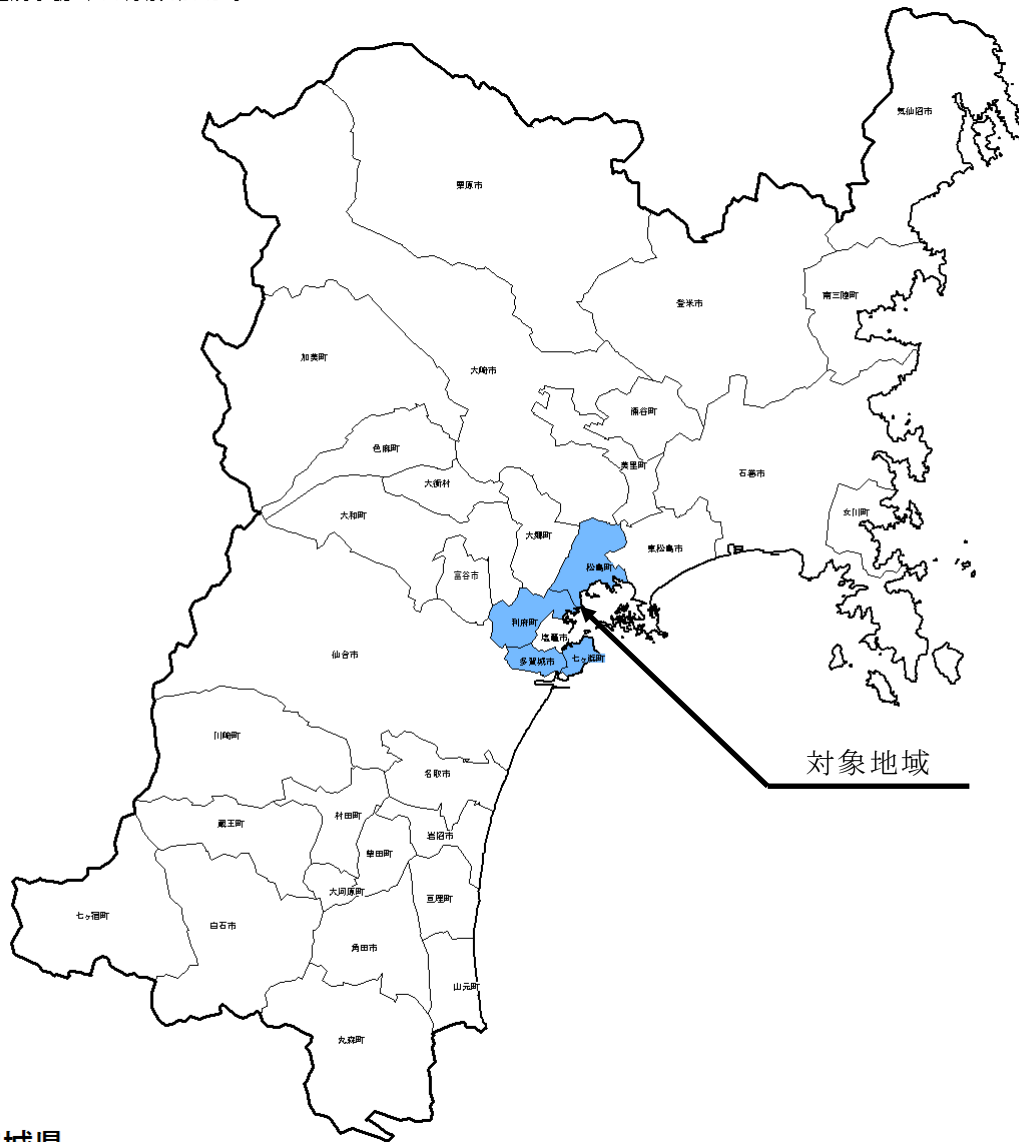 気仙沼市
栗原市
南三陸町
登米市
加美町
大崎市
涌谷町
色麻町
美里町
石巻市
大衡村
女川町
大和町
大郷町
東松島市
松島町
富谷市
利府町
塩竈市
仙台市
多賀城市
七ヶ浜町
川崎町
対象地域
名取市
村田町
蔵王町
岩沼市
柴田町
大河原町
亘理町
七ヶ宿町
白石市
角田市
山元町
丸森町
城県